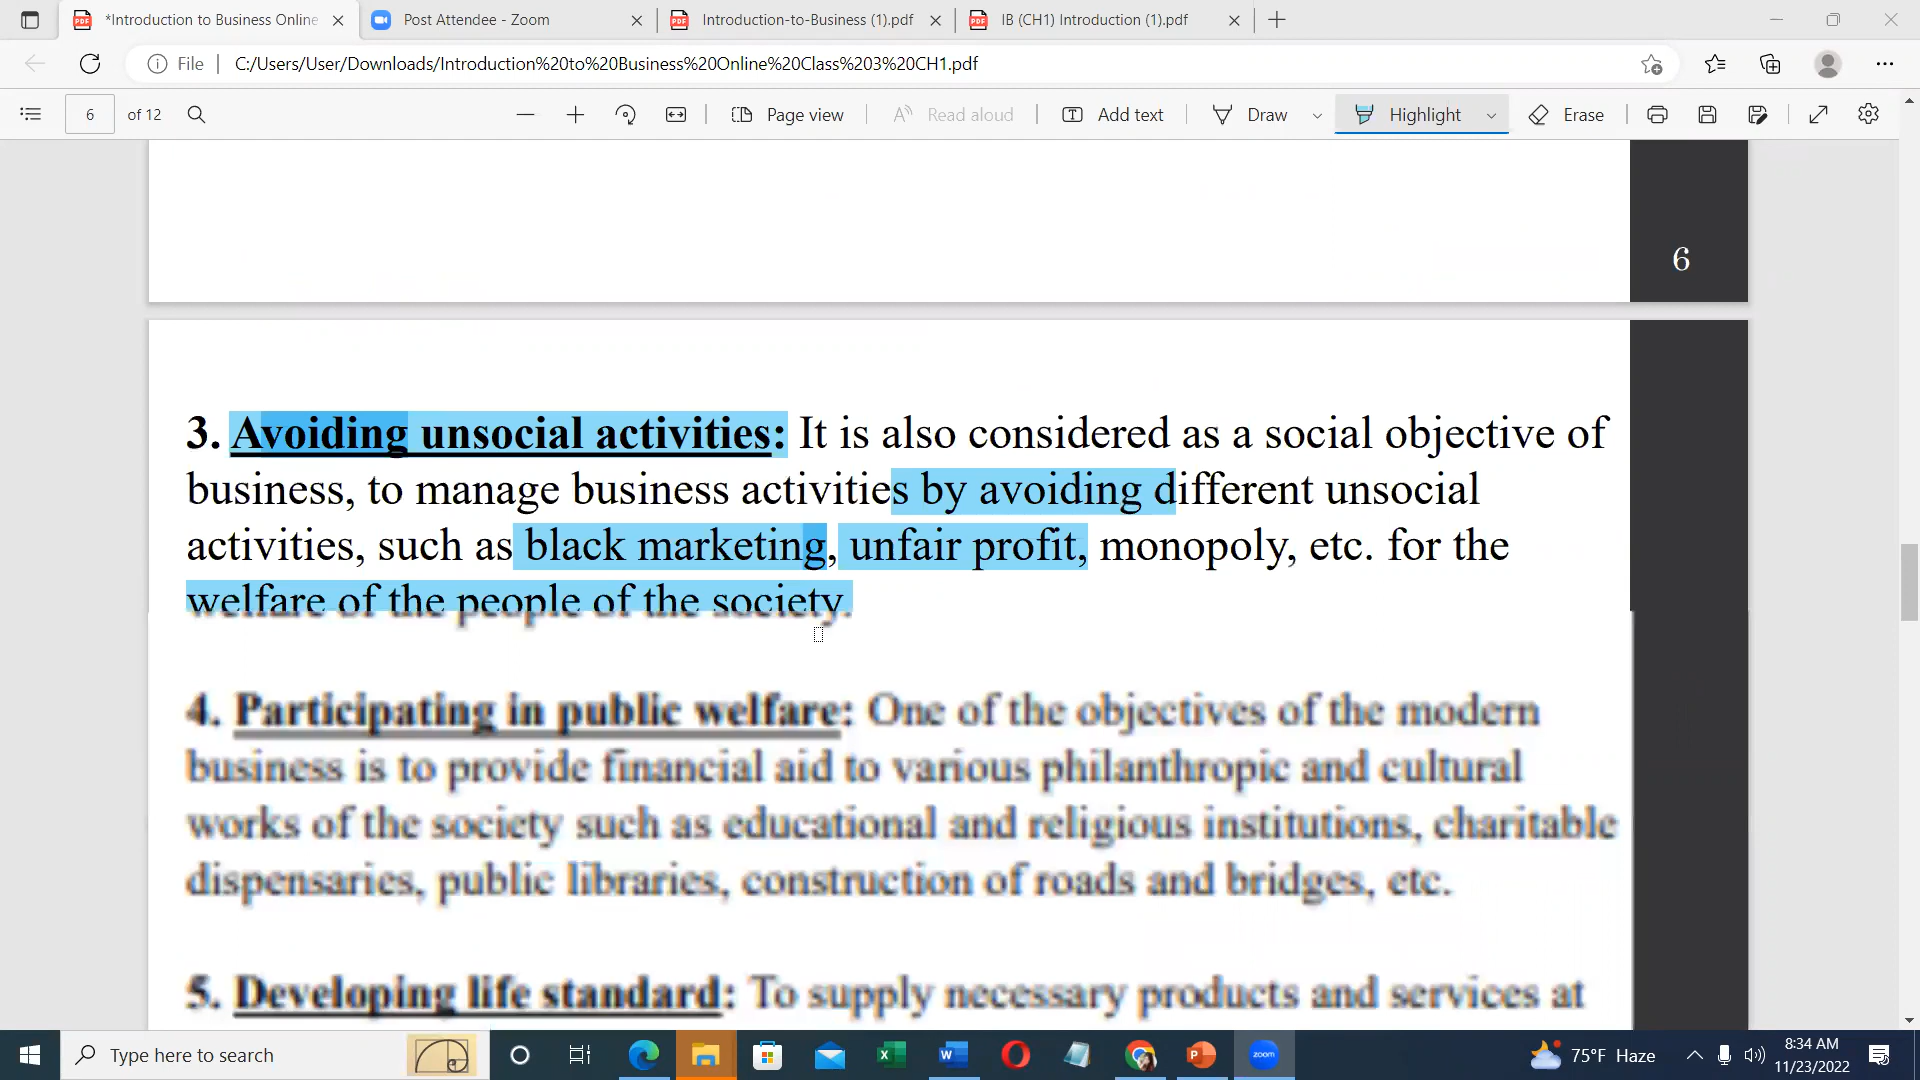 *Introduction to Business Online
Post Attendee - Zoom
Introduction-to-Business (1).pdf
IB (CH1) Introduction (1).pdf
File
C:/Users/User/Downloads/Introduction%20to%20Business%20Online%20Class%203%20CH1.pdf
6 of 12
Page view
Read aloud
Add text
Draw
Highlight
Erase
6
3. Avoiding unsocial activities: It is also considered as a social objective of
business, to manage business activities by avoiding different unsocial
activities, such as black marketing, unfair profit, monopoly, etc. for the
welfare of the people of the society.
4. Participating in public welfare: One of the objectives of the modern
business is to provide financial aid to various philanthropic and cultural
works of the society such as educational and religious institutions, charitable
dispensaries, public libraries, construction of roads and bridges, etc.
5. Developing life standard: To supply necessary products and services at
Type here to search
zoom
75°F Haze
8:34 AM
11/23/2022